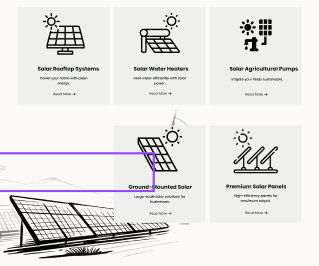 Solar Rooftop Systems
Power your home with clean
energy.
Read More →
Solar Water Heaters
Heat water efficiently with solar
power.
Read More →
Solar Agricultural Pumps
Irrigate your fields sustainable.
Read More →
Ground-Mounted Solar
Large-scale solar solutions for
businesses.
Read More →
Premium Solar Panels
High-efficiency panels for
maximum output.
Read More →